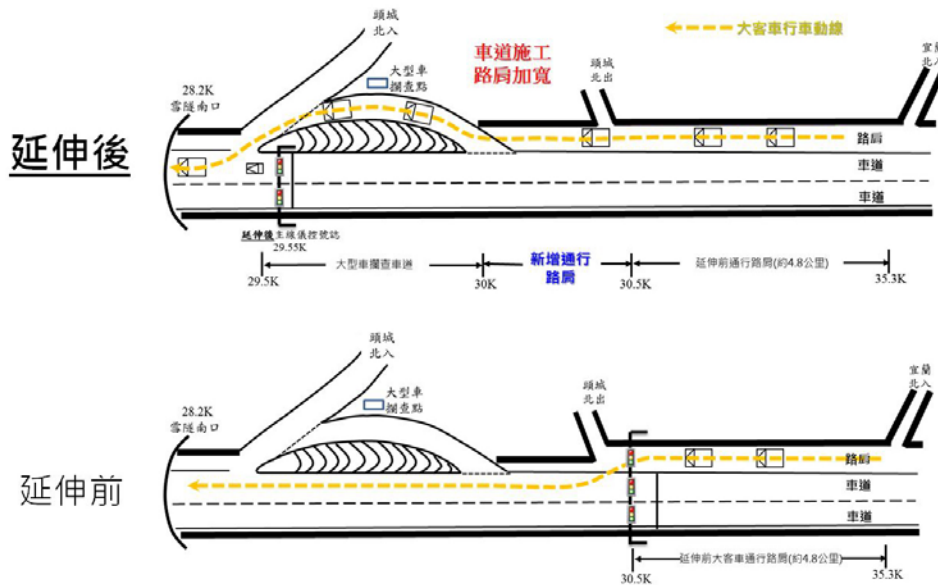 頭城
北入
大客車行車動線
車道施工
路肩加寬
大型車
攔查點
頭城
北出
宜蘭
北入
28.2K
雪隧南口
延伸後
路肩
車道
車道
延伸後主線儀控號誌
29.55K
大型車攔查車道
新增通行
路肩
延伸前通行路肩(約4.8公里)
29.5K
30K
30.5K
35.3K
頭城
北入
大型車
攔查點
頭城
北出
宜蘭
北入
28.2K
雪隧南口
延伸前
路肩
車道
車道
延伸前大客車通行路肩(約4.8公里)
30.5K
35.3K